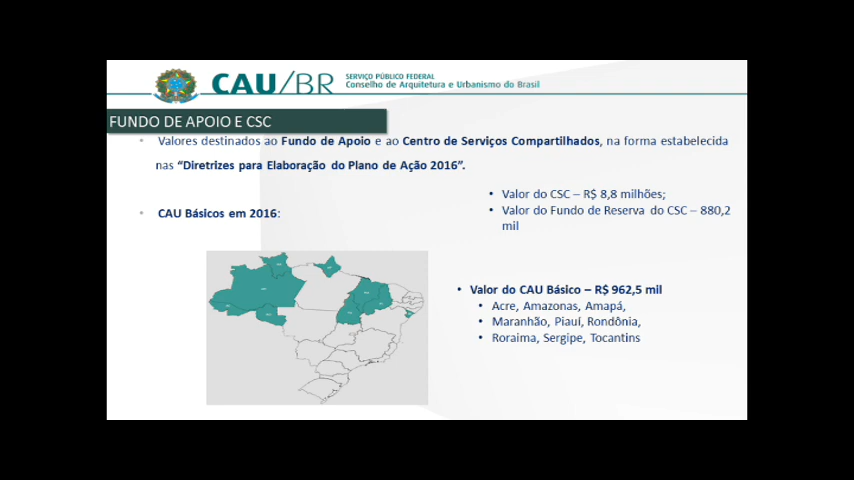 CAU/BR
SERVIÇO PÚBLICO FEDERAL
Conselho de Arquitetura e Urbanismo do Brasil
FUNDO DE APOIO E CSC
• Valores destinados ao Fundo de Apoio e ao Centro de Serviços Compartilhados, na forma estabelecida
nas “Diretrizes para Elaboração do Plano de Ação 2016”.
• Valor do CSC – R$ 8,8 milhões;
• Valor do Fundo de Reserva do CSC – 880,2
mil
• CAU Básicos em 2016:
• Valor do CAU Básico – R$ 962,5 mil
• Acre, Amazonas, Amapá,
• Maranhão, Piauí, Rondônia,
• Roraima, Sergipe, Tocantins